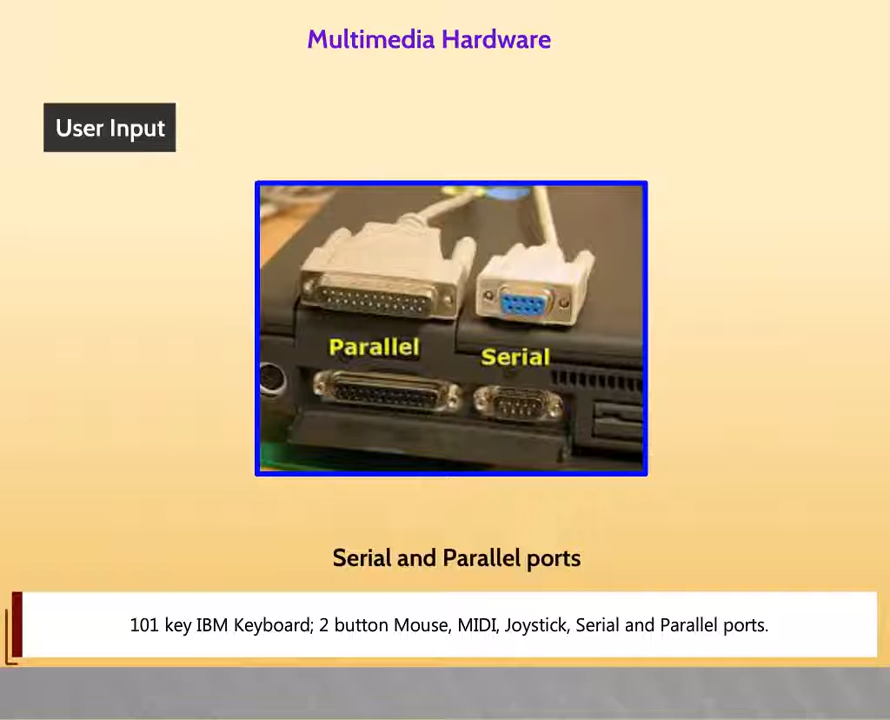 Multimedia Hardware
User Input
Parallel
Serial
Serial and Parallel ports
101 key IBM Keyboard; 2 button Mouse, MIDI, Joystick, Serial and Parallel ports.